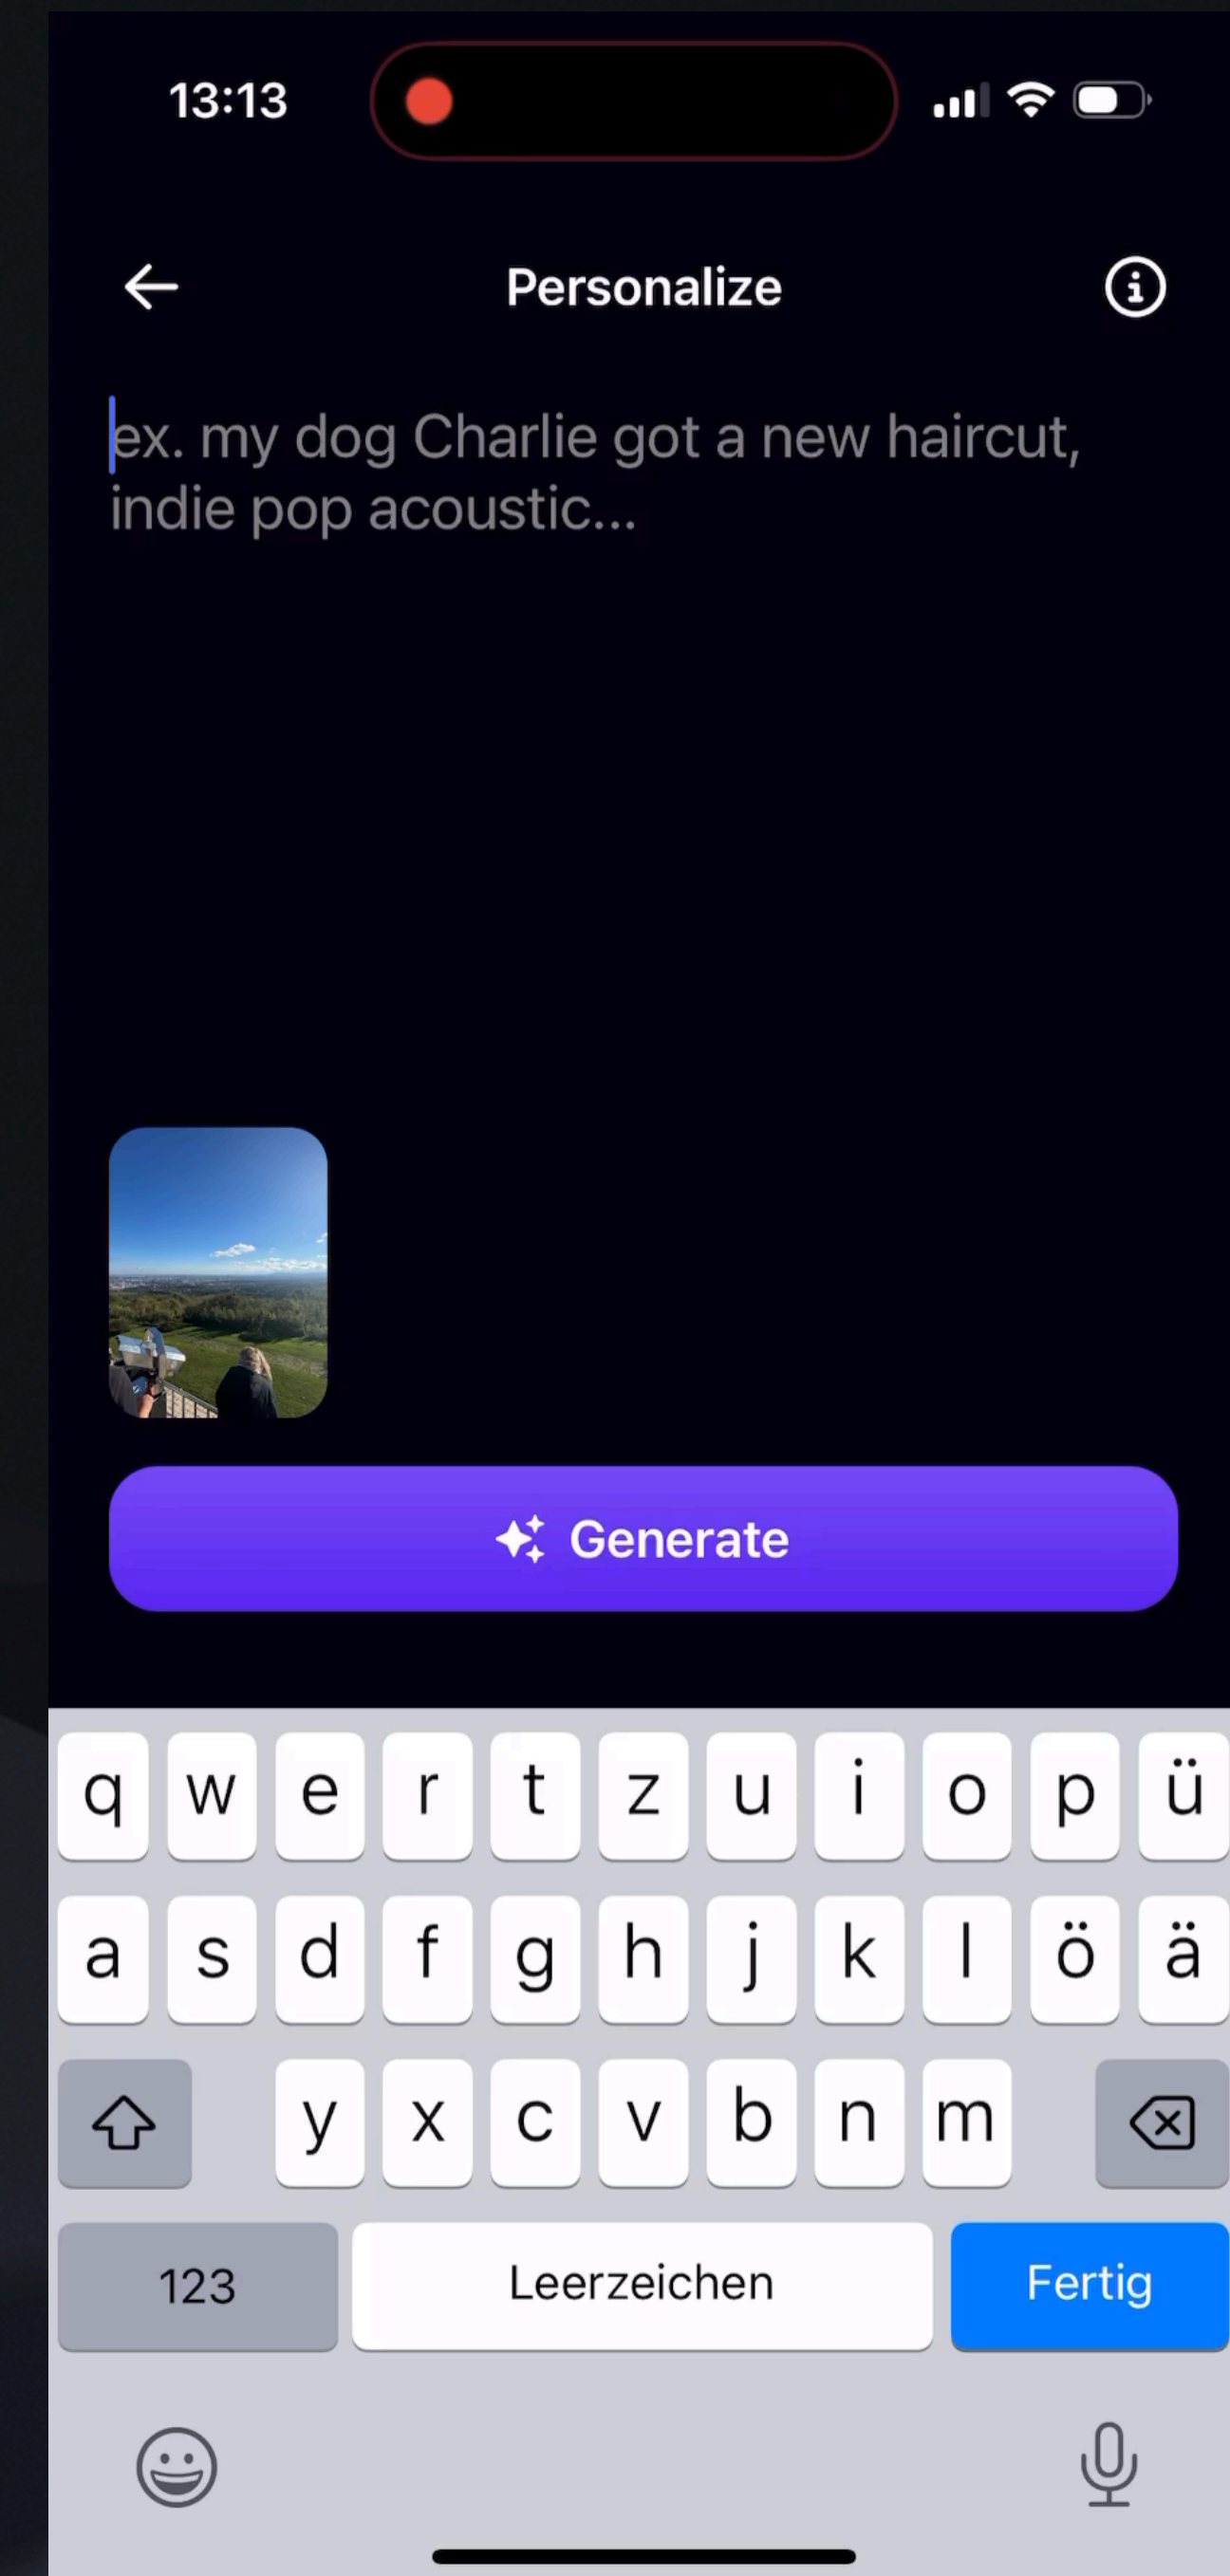 13:13
Personalize
ex. my dog Charlie got a new haircut,
indie pop acoustic...
Generate
q w e r t z u i o p ü
a s d f g h j k l ö ä
y x c v b n m
123 Leerzeichen Fertig